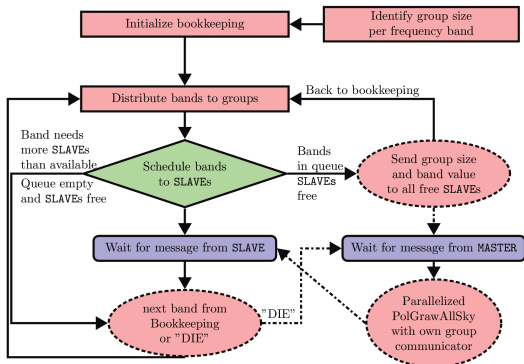 Initialize bookkeeping
Identify group size
per frequency band
Distribute bands to groups
Back to bookkeeping
Band needs
more SLAVEs
than available
Queue empty
and SLAVEs free
Schedule bands
to SLAVEs
Bands
in queue
SLAVEs
free
Send group size
and band value
to all free SLAVEs
Wait for message from SLAVE
Wait for message from MASTER
next band from
Bookkeeping
or "DIE"
"DIE"
Parallelized
PolGrawAllSky
with own group
communicator